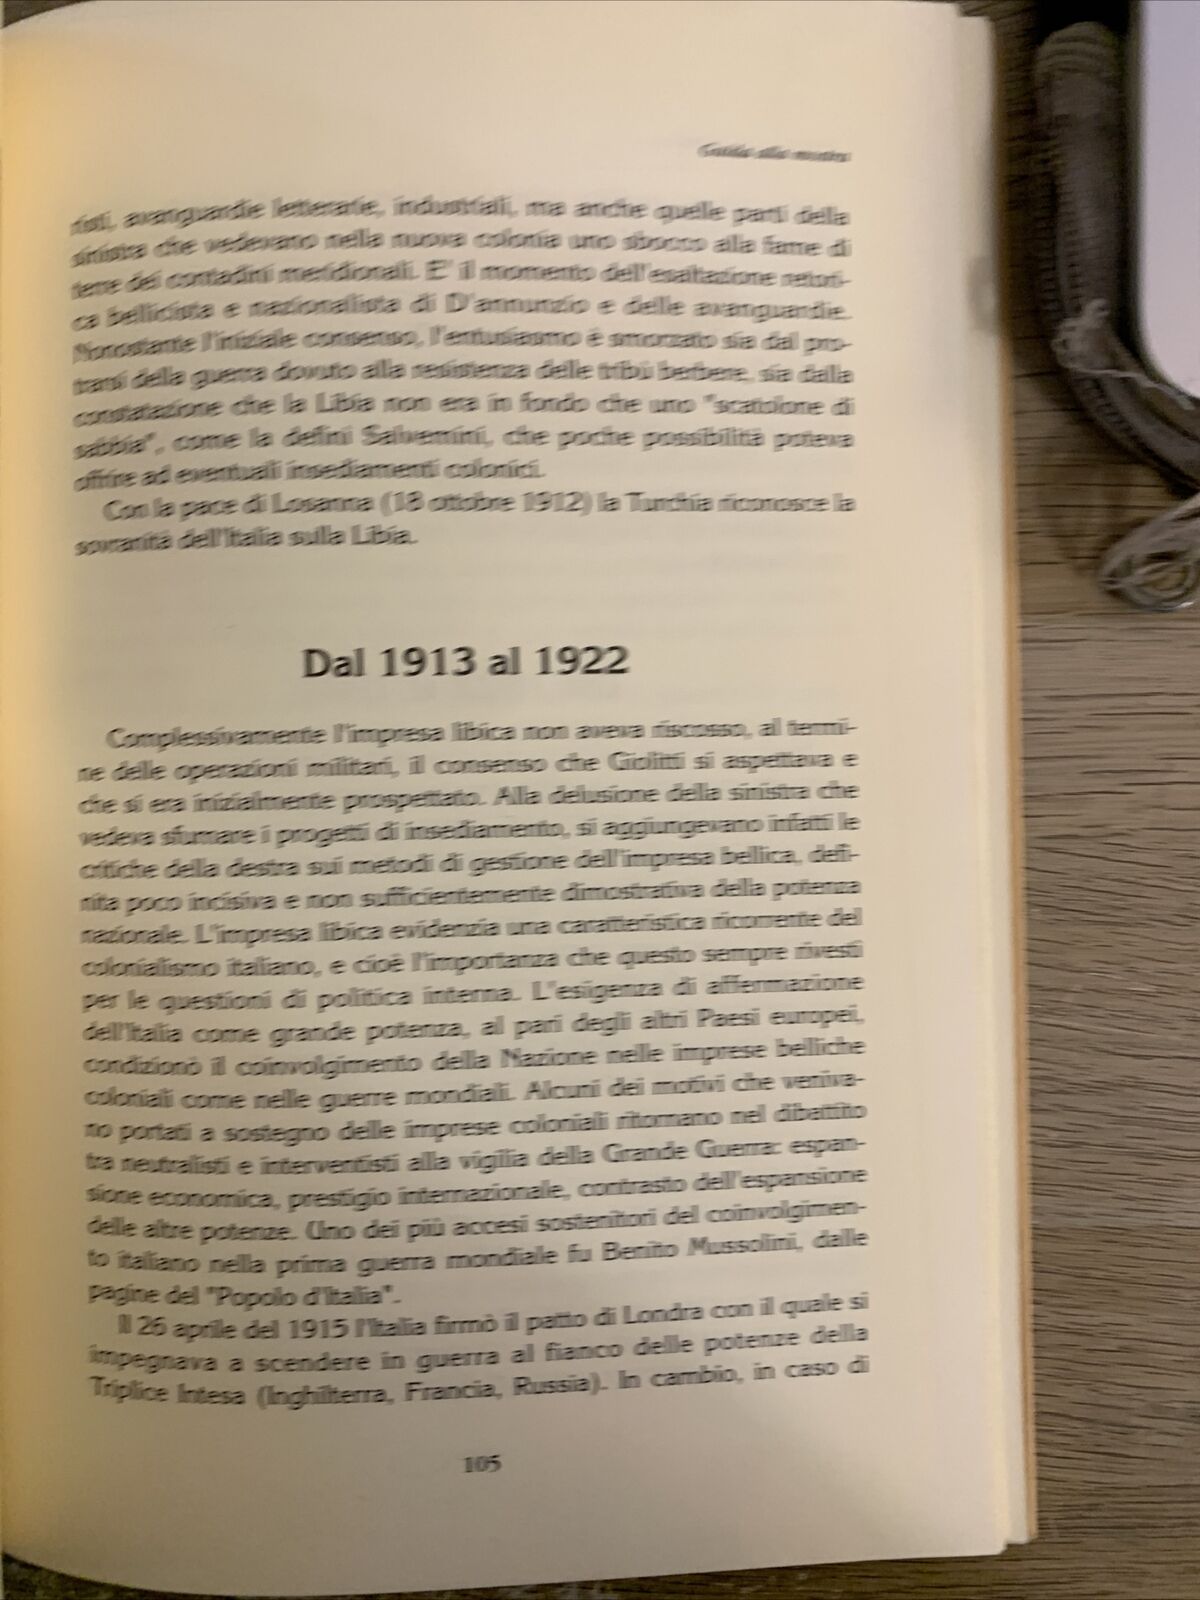 Guida alla mostra
risti, avanguardie letterarie, industriali, ma anche quelle parti della
sinistra che vedevano nella nuova colonia uno sbocco alla fame di
terre dei contadini meridionali. E' il momento dell'esaltazione retori-
ca bellicista e nazionalista di D'annunzio e delle avanguardie.
Nonostante l'iniziale consenso, l'entusiasmo è smorzato sia dal pro-
trarsi della guerra dovuto alla resistenza delle tribù berbere, sia dalla
constatazione che la Libia non era in fondo che uno "scatolone di
sabbia", come la definì Salvemini, che poche possibilità poteva
offrire ad eventuali insediamenti colonici.
Con la pace di Losanna (18 ottobre 1912) la Turchia riconosce la
sovranità dell'Italia sulla Libia.
Dal 1913 al 1922
Complessivamente l'impresa libica non aveva riscosso, al termi-
ne delle operazioni militari, il consenso che Giolitti si aspettava e
che si era inizialmente prospettato. Alla delusione della sinistra che
vedeva sfumare i progetti di insediamento, si aggiungevano infatti le
critiche della destra sui metodi di gestione dell'impresa bellica, defi-
nita poco incisiva e non sufficientemente dimostrativa della potenza
nazionale. L'impresa libica evidenzia una caratteristica ricorrente del
colonialismo italiano, e cioè l'importanza che questo sempre rivestì
per le questioni di politica interna. L'esigenza di affermazione
dell'Italia come grande potenza, al pari degli altri Paesi europei,
condizionò il coinvolgimento della Nazione nelle imprese belliche
coloniali come nelle guerre mondiali. Alcuni dei motivi che veniva-
no portati a sostegno delle imprese coloniali ritornano nel dibattito
tra neutralisti e interventisti alla vigilia della Grande Guerra: espan-
sione economica, prestigio internazionale, contrasto dell'espansione
delle altre potenze. Uno dei più accesi sostenitori del coinvolgimen-
to italiano nella prima guerra mondiale fu Benito Mussolini, dalle
pagine del "Popolo d'Italia".
Il 26 aprile del 1915 l'Italia firmò il patto di Londra con il quale si
impegnava a scendere in guerra al fianco delle potenze della
Triplice Intesa (Inghilterra, Francia, Russia). In cambio, in caso di
105